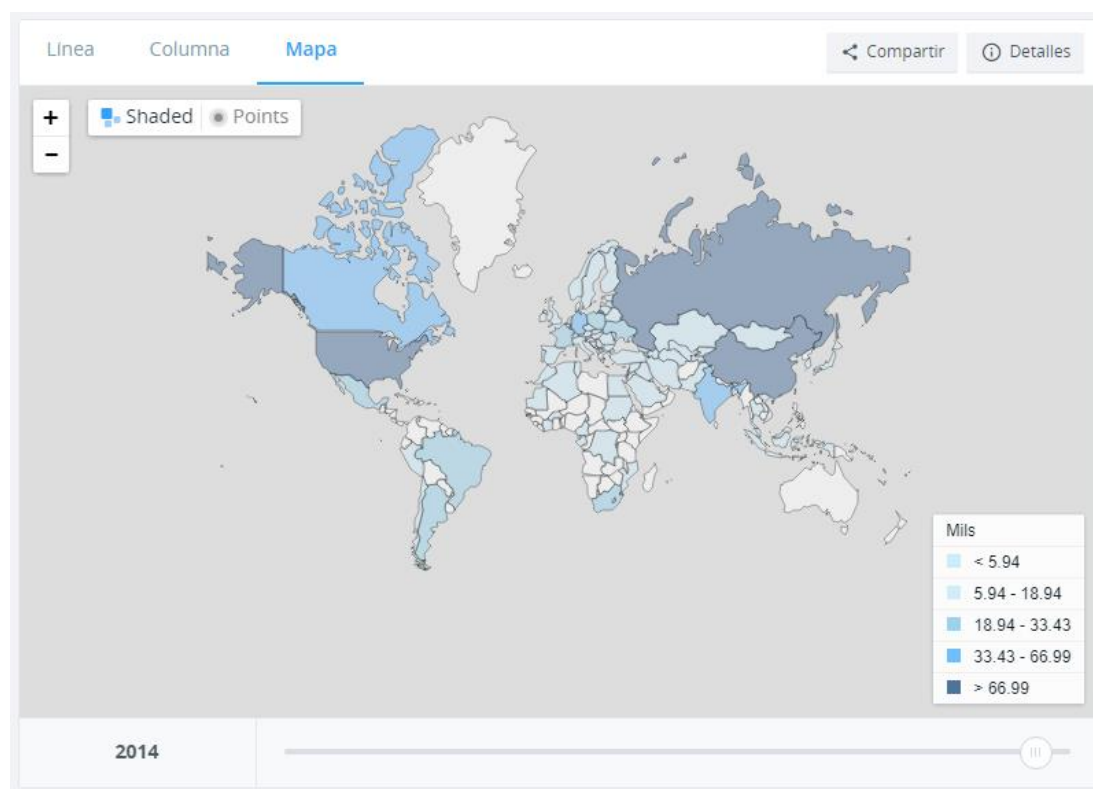 Línea Columna Mapa Compartir Detalles
+ Shaded Points
−
Mils
< 5.94
5.94 - 18.94
18.94 - 33.43
33.43 - 66.99
> 66.99
2014